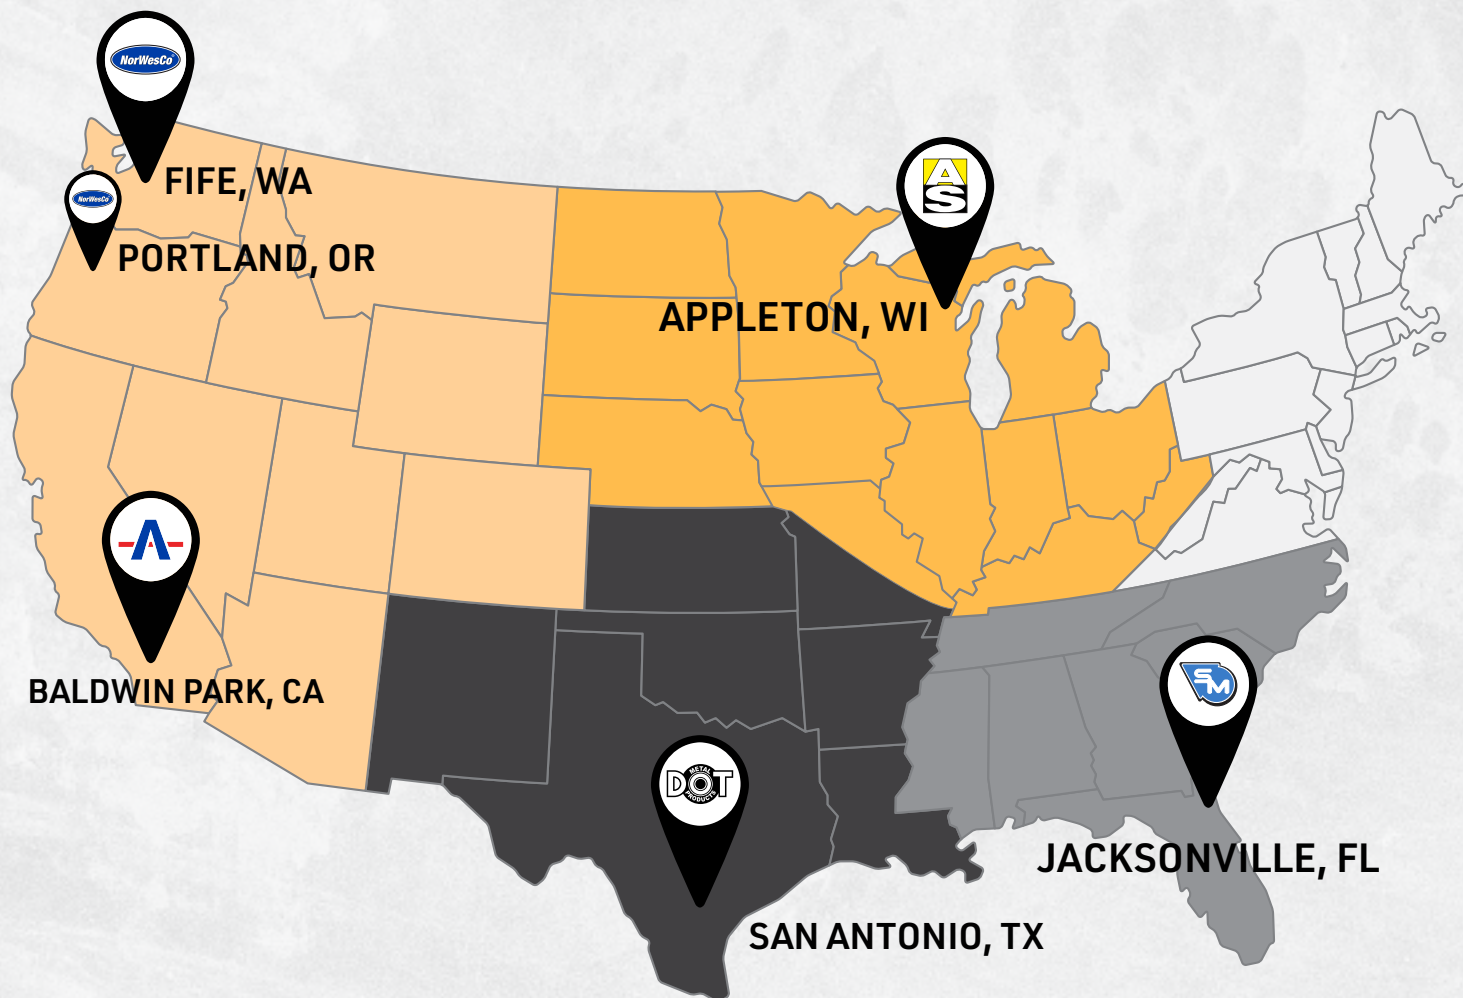 NorWesCo
FIFE, WA
NorWesCo
PORTLAND, OR
A
S
APPLETON, WI
A
BALDWIN PARK, CA
SM
METAL
DOT
PRODUCTS
JACKSONVILLE, FL
SAN ANTONIO, TX